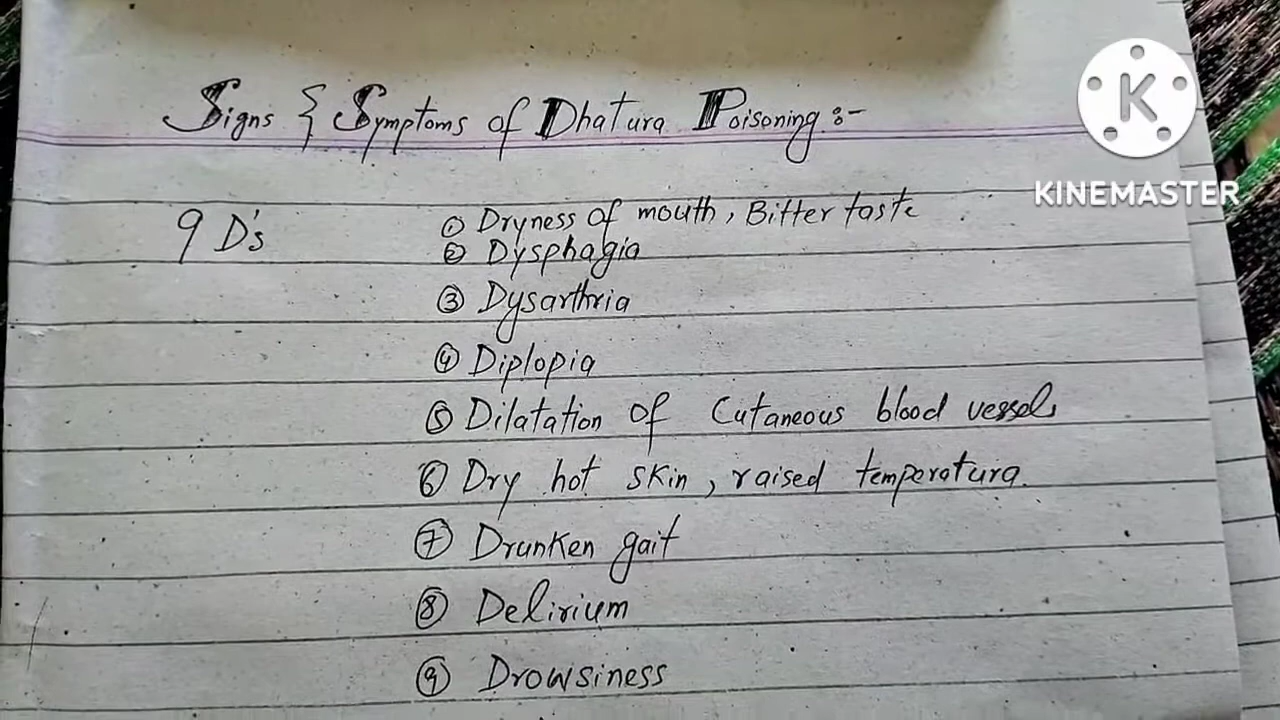 Signs & Symptoms of Dhatura Poisoning :-
KINEMASTER
9 D's
① Dryness of mouth, Bitter taste
② Dysphagia
③ Dysarthria
④ Diplopia
⑤ Dilatation of Cutaneous blood vessels
⑥ Dry hot skin, raised temperatura.
⑦ Drunken gait
⑧ Delirium
⑨ Drowsiness